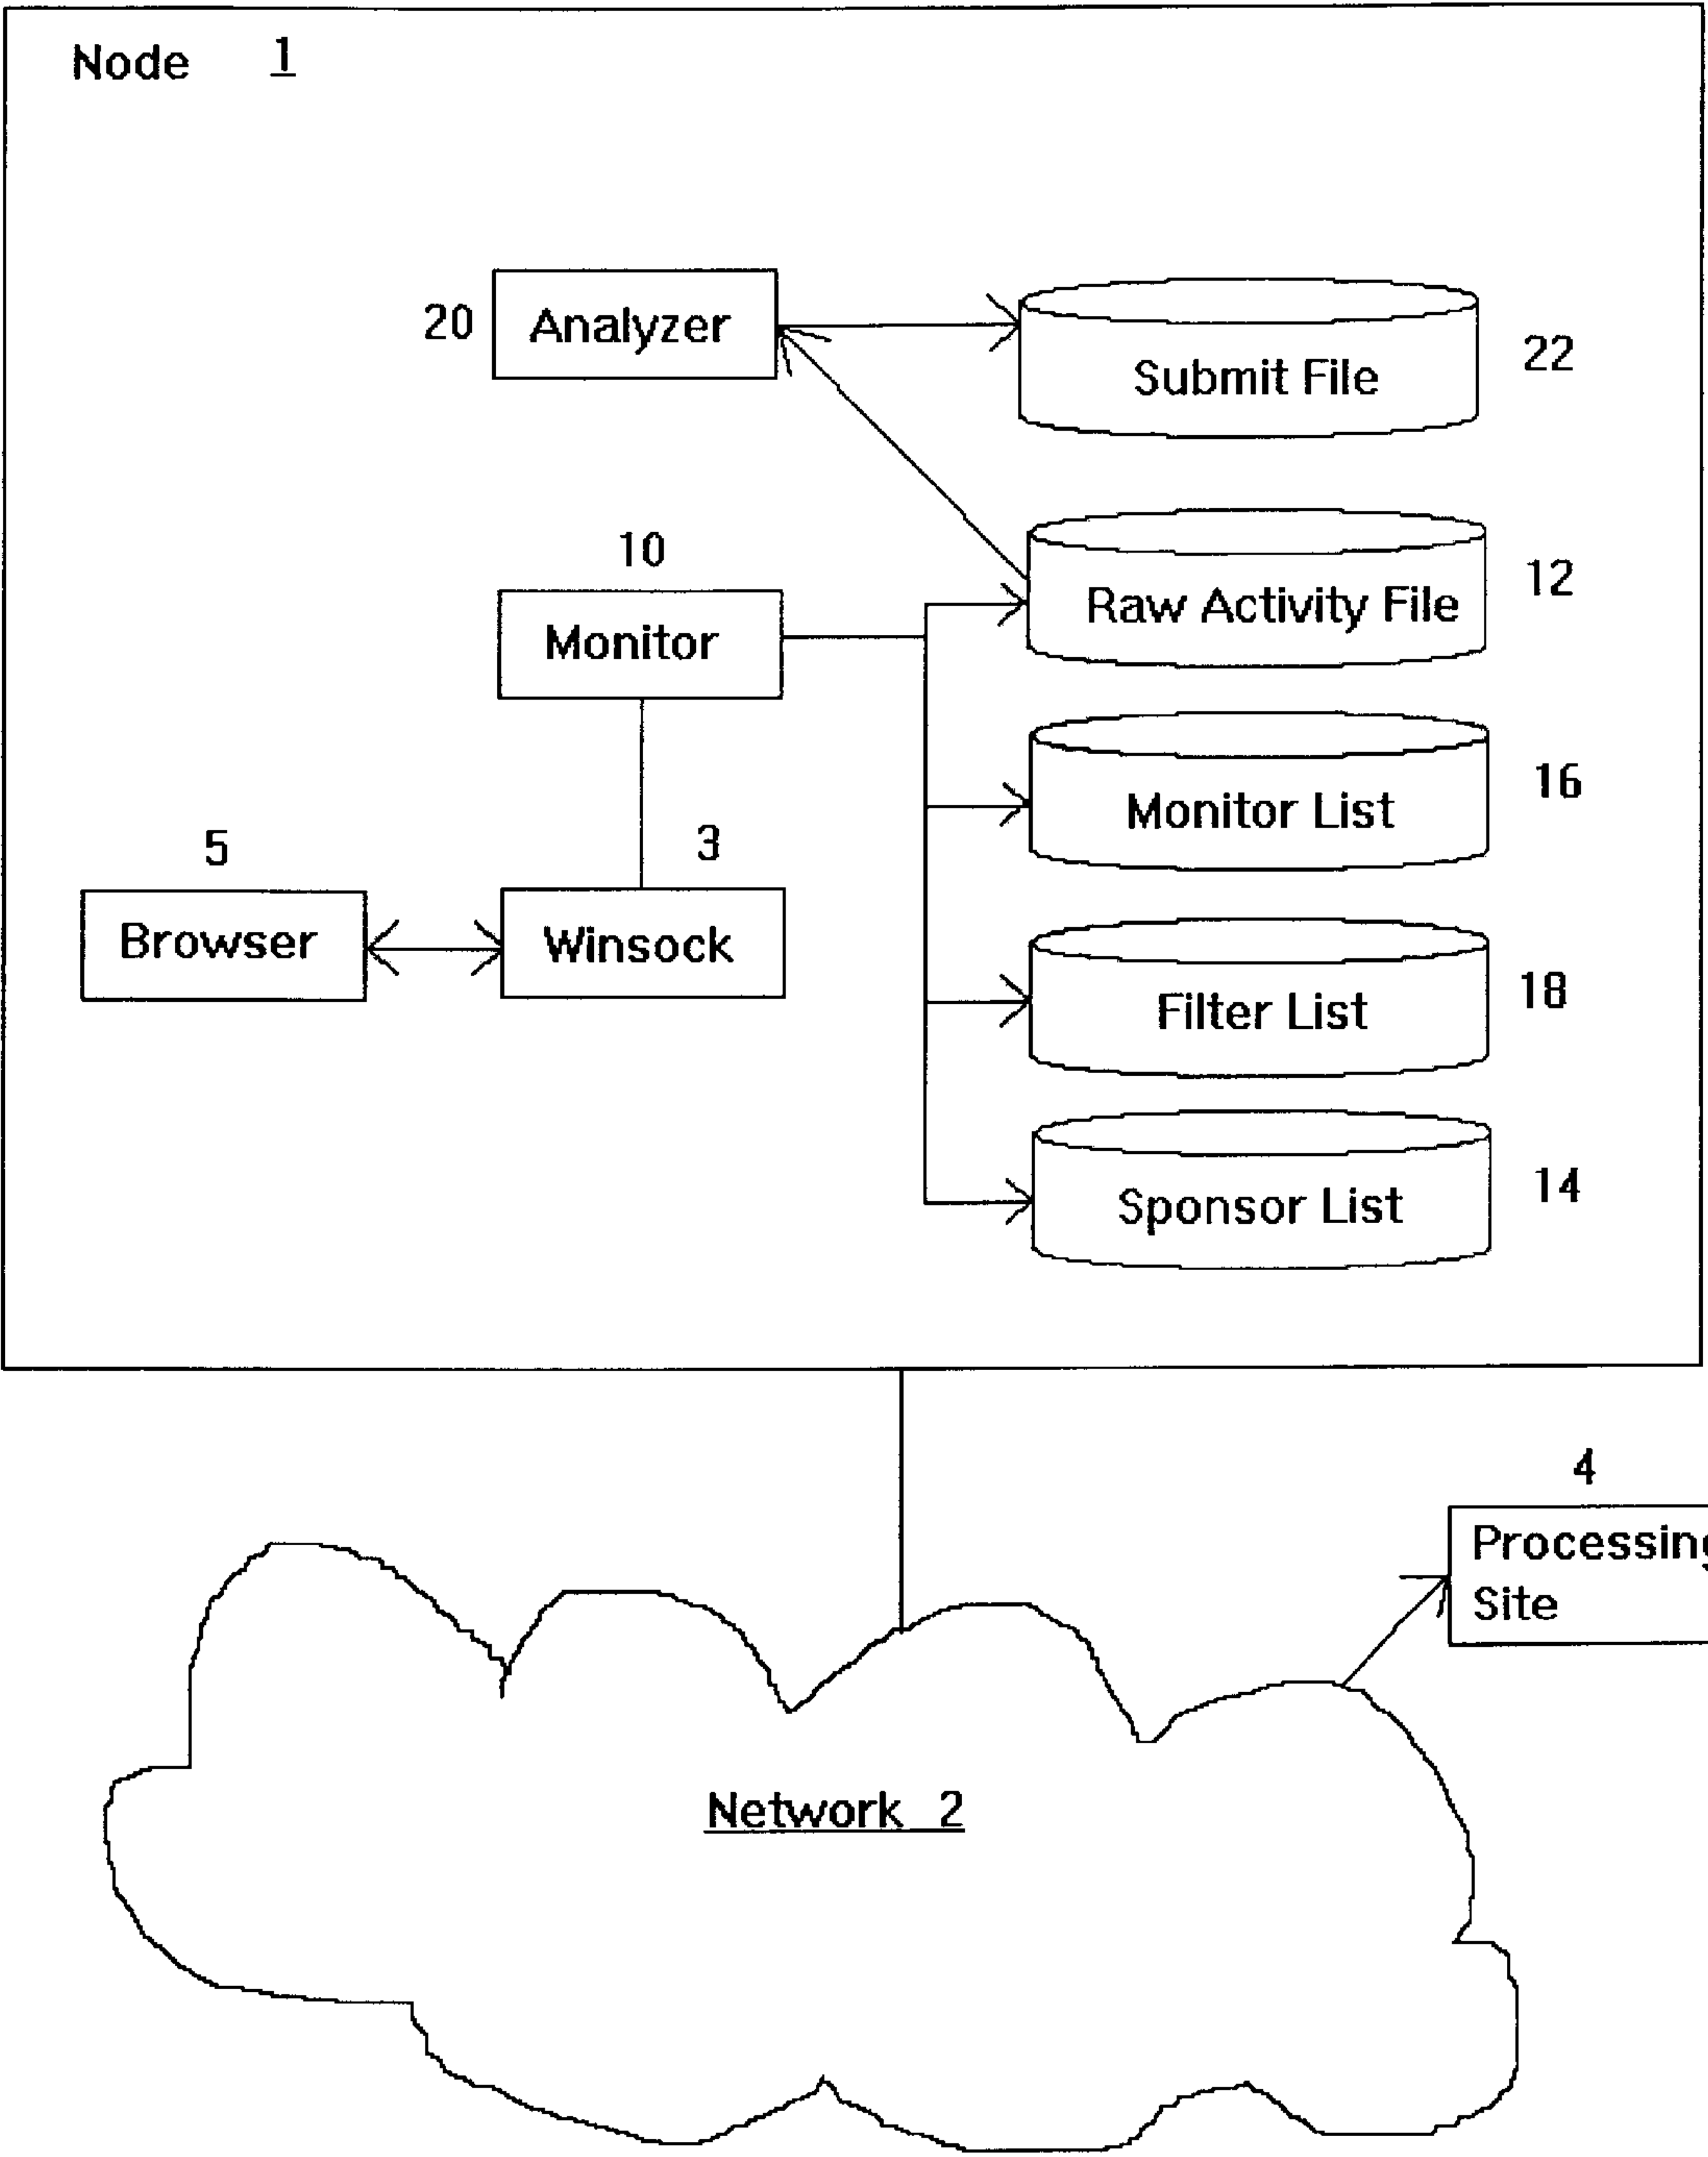 Node 1
20 Analyzer
Submit File 22
10
Monitor
Raw Activity File 12
Monitor List 16
5
Browser
3
Winsock
Filter List 18
Sponsor List 14
4
Processing
Site
Network 2